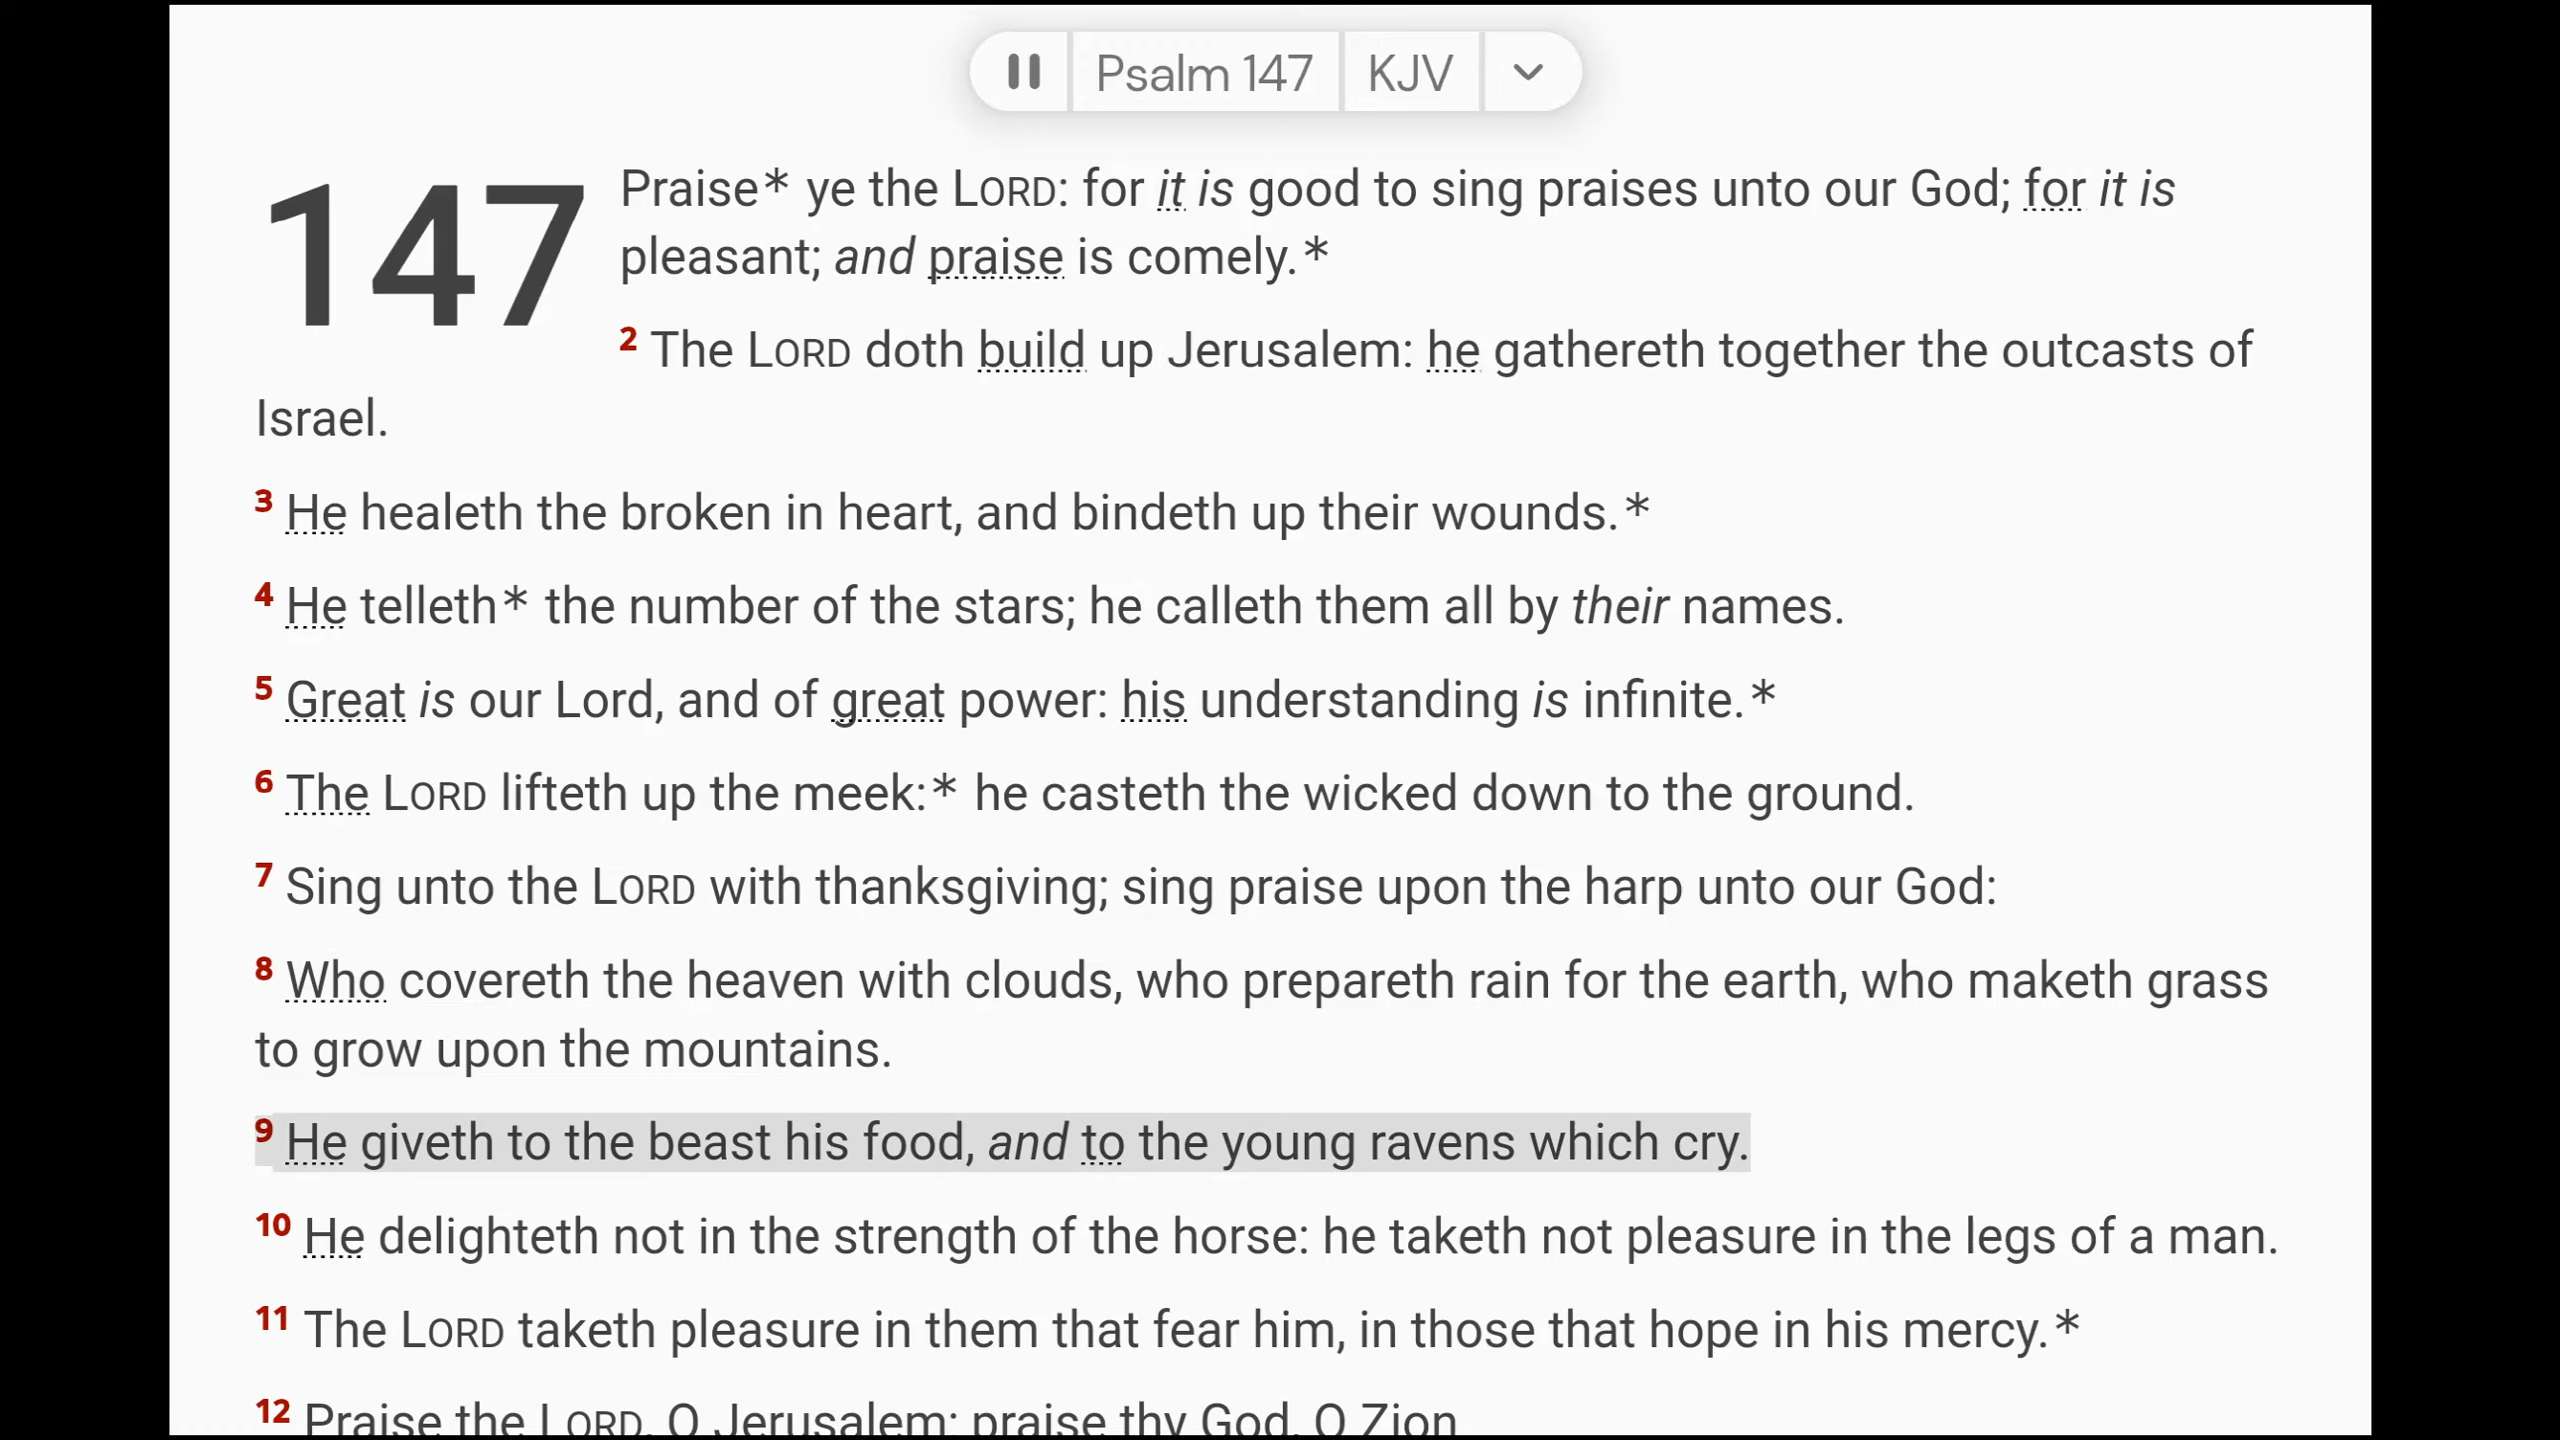 Psalm 147 KJV
147
Praise* ye the LORD: for it is good to sing praises unto our God; for it is
pleasant; and praise is comely.*
2 The LORD doth build up Jerusalem: he gathereth together the outcasts of
Israel.
3 He healeth the broken in heart, and bindeth up their wounds.*
4 He telleth* the number of the stars; he calleth them all by their names.
5 Great is our Lord, and of great power: his understanding is infinite.*
6 The LORD lifteth up the meek:* he casteth the wicked down to the ground.
7 Sing unto the LORD with thanksgiving; sing praise upon the harp unto our God:
8 Who covereth the heaven with clouds, who prepareth rain for the earth, who maketh grass
to grow upon the mountains.
9 He giveth to the beast his food, and to the young ravens which cry.
10 He delighteth not in the strength of the horse: he taketh not pleasure in the legs of a man.
11 The LORD taketh pleasure in them that fear him, in those that hope in his mercy.*
12 Praise the LORD, O Jerusalem; praise thy God, O Zion